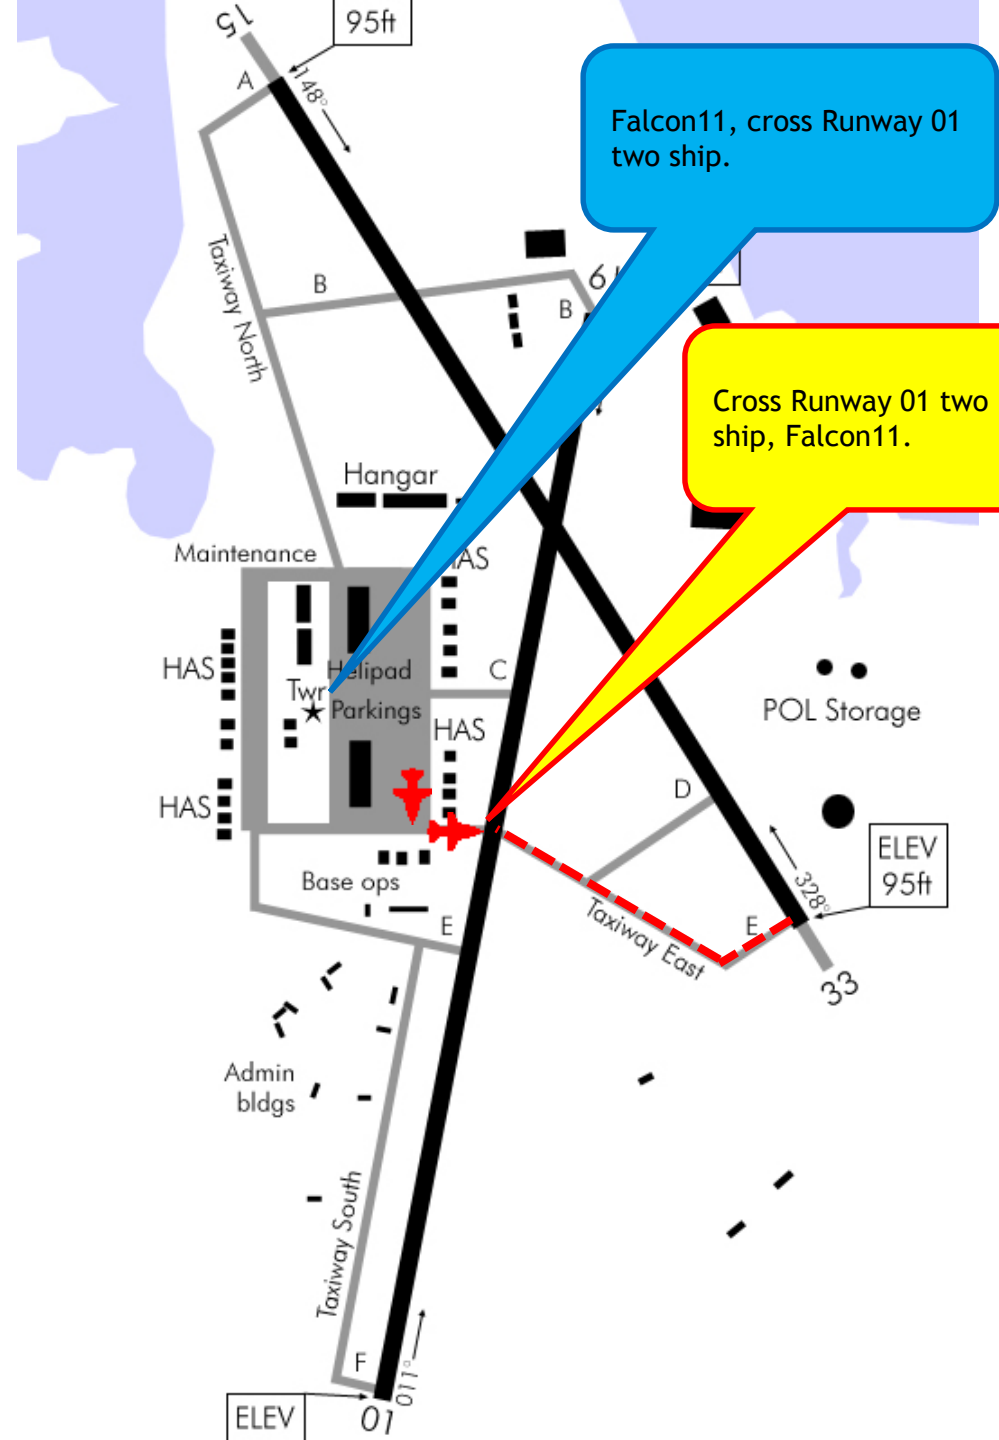 15
95ft
A
148°
Falcon11, cross Runway 01
two ship.
Taxiway North
B
B
Cross Runway 01 two
ship, Falcon11.
Hangar
Maintenance
HAS
C
Helipad
Twr
Parkings
HAS
POL Storage
HAS
D
HAS
ELEV
95ft
328°
Base ops
E
Taxiway East
E
33
Admin
bldgs
Taxiway South
F
011°
ELEV
01